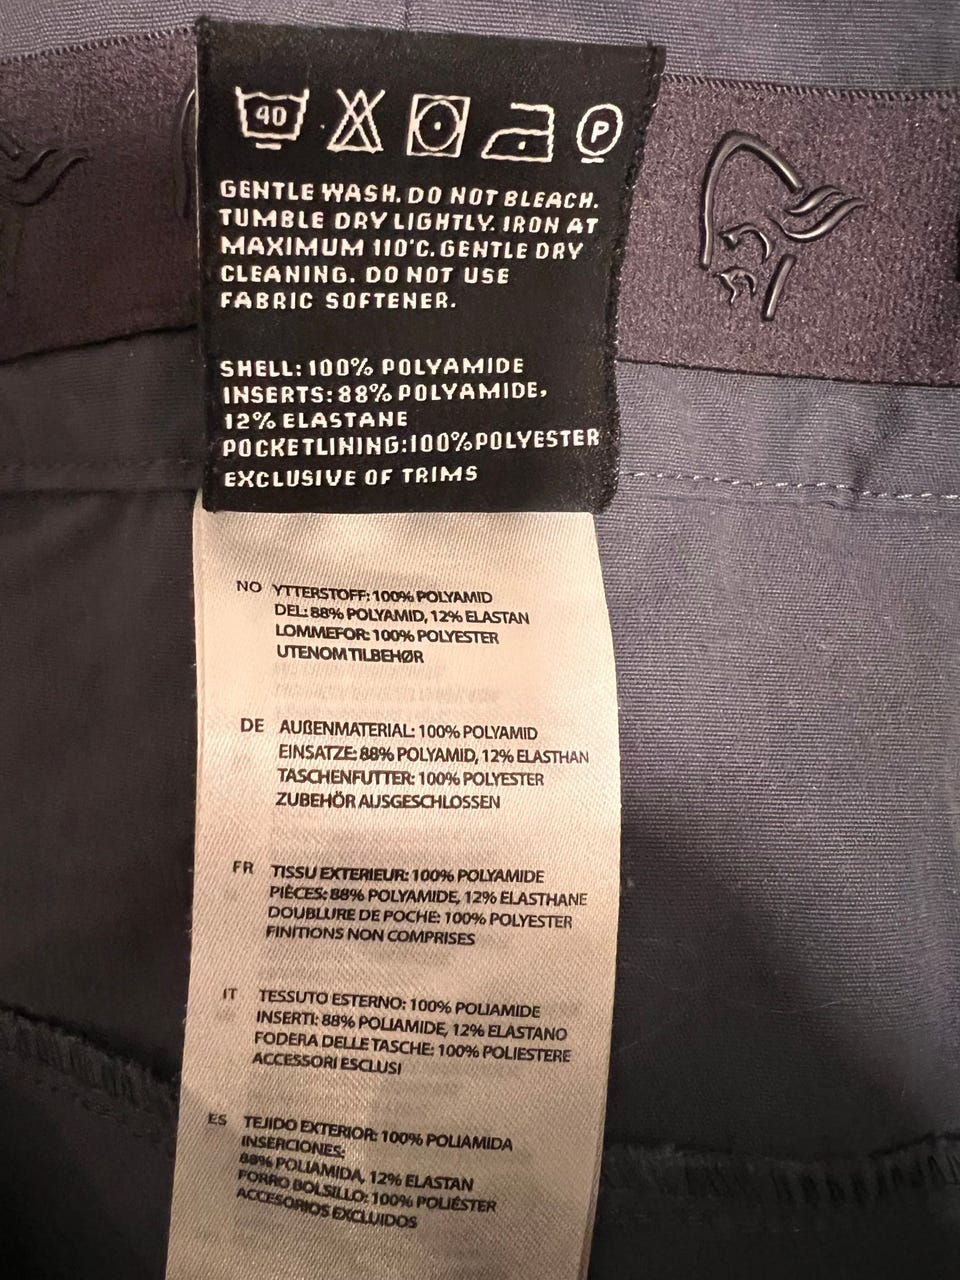 40
P
GENTLE WASH. DO NOT BLEACH.
TUMBLE DRY LIGHTLY. IRON AT
MAXIMUM 110°C. GENTLE DRY
CLEANING. DO NOT USE
FABRIC SOFTENER.
SHELL: 100% POLYAMIDE
INSERTS: 88% POLYAMIDE,
12% ELASTANE
POCKETLINING:100%POLYESTER
EXCLUSIVE OF TRIMS
NO YTTERSTOFF: 100% POLYAMID
DEL: 88% POLYAMID, 12% ELASTAN
LOMMEFOR: 100% POLYESTER
UTENOM TILBEHØR
DE AUßENMATERIAL: 100% POLYAMID
EINSATZE: 88% POLYAMID, 12% ELASTHAN
TASCHENFUTTER: 100% POLYESTER
ZUBEHÖR AUSGESCHLOSSEN
FR TISSU EXTERIEUR: 100% POLYAMIDE
PIÈCES: 88% POLYAMIDE, 12% ELASTHANE
DOUBLURE DE POCHE: 100% POLYESTER
FINITIONS NON COMPRISES
IT TESSUTO ESTERNO: 100% POLIAMIDE
INSERTI: 88% POLIAMIDE, 12% ELASTANO
FODERA DELLE TASCHE: 100% POLIESTERE
ACCESSORI ESCLUSI
ES TEJIDO EXTERIOR: 100% POLIAMIDA
INSERCIONES:
88% POLIAMIDA, 12% ELASTAN
FORRO BOLSILLO: 100% POLIÉSTER
ACCESORIOS EXCLUIDOS